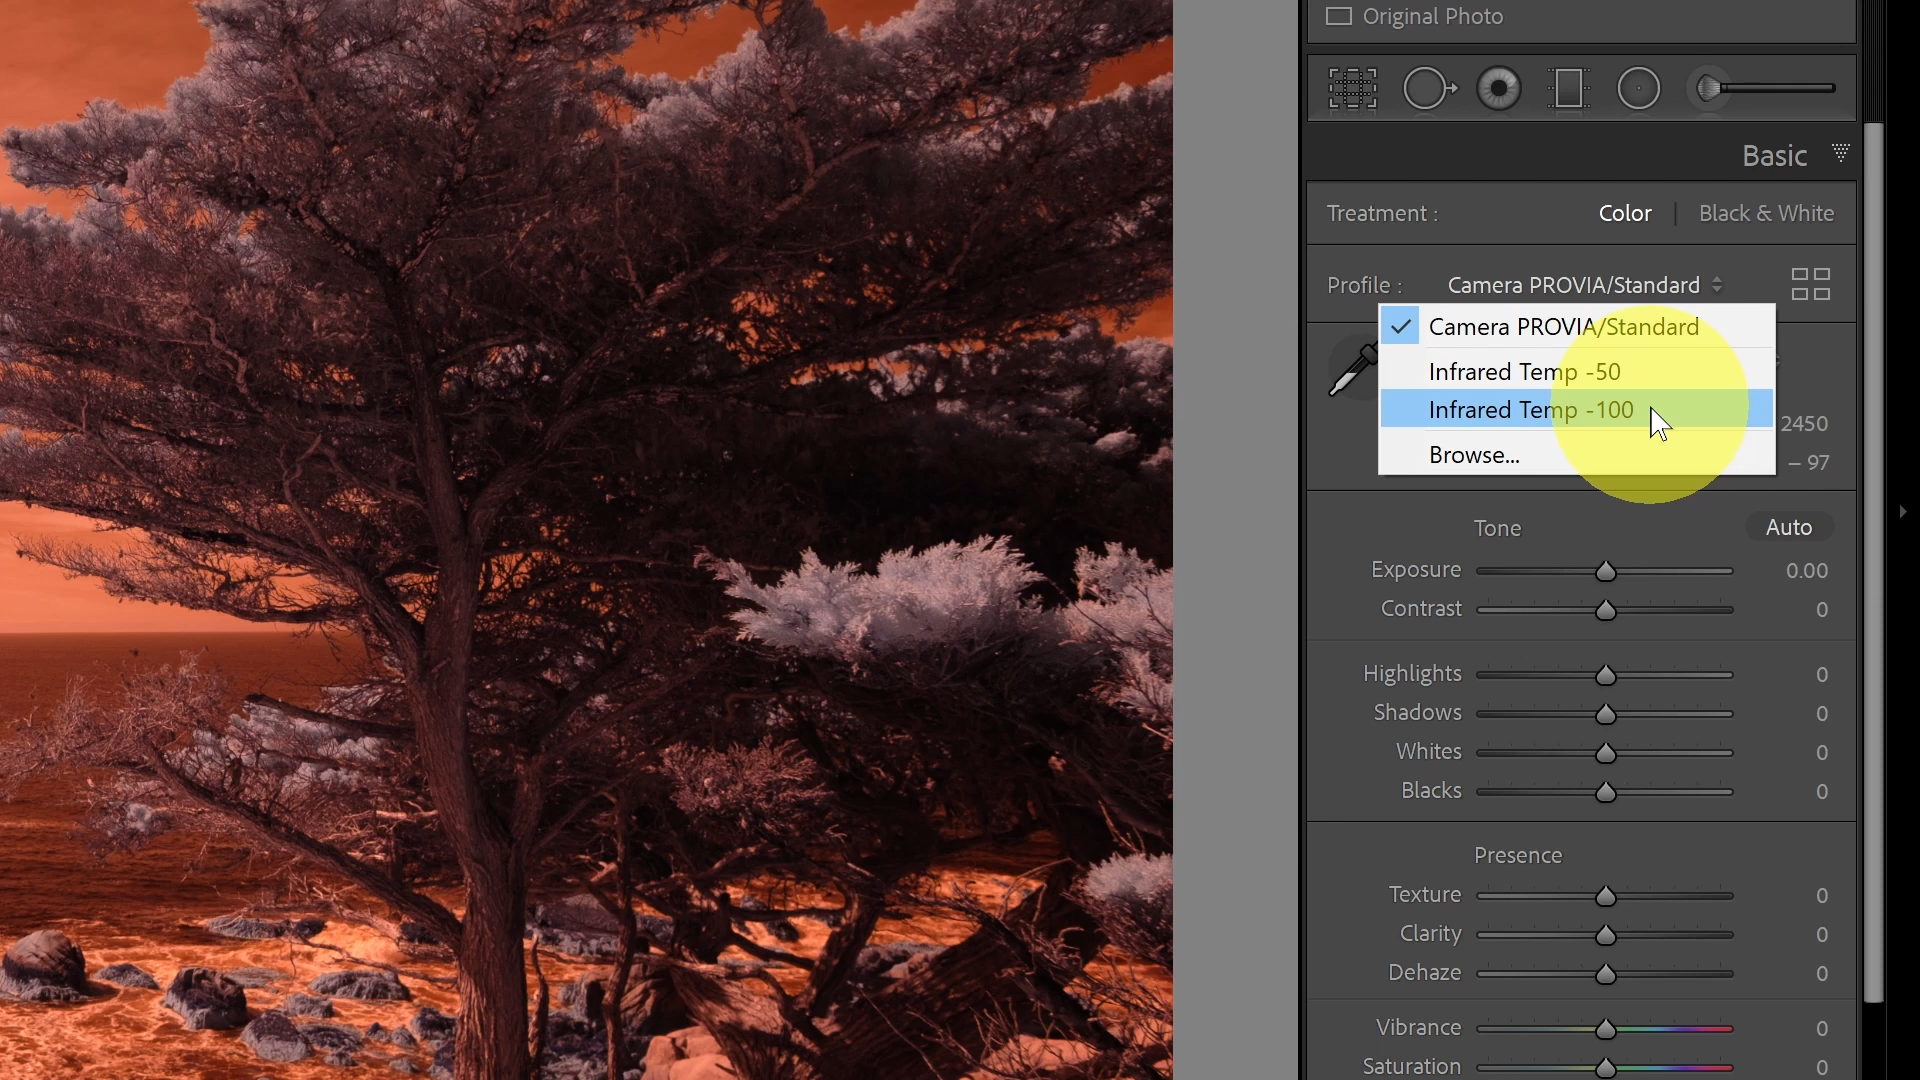 Original Photo
Basic
Treatment : Color | Black & White
Profile : Camera PROVIA/Standard
Camera PROVIA/Standard
Infrared Temp -50
Infrared Temp -100
2450
Browse...
– 97
Tone Auto
Exposure 0.00
Contrast 0
Highlights 0
Shadows 0
Whites 0
Blacks 0
Presence
Texture 0
Clarity 0
Dehaze 0
Vibrance 0
Saturation 0